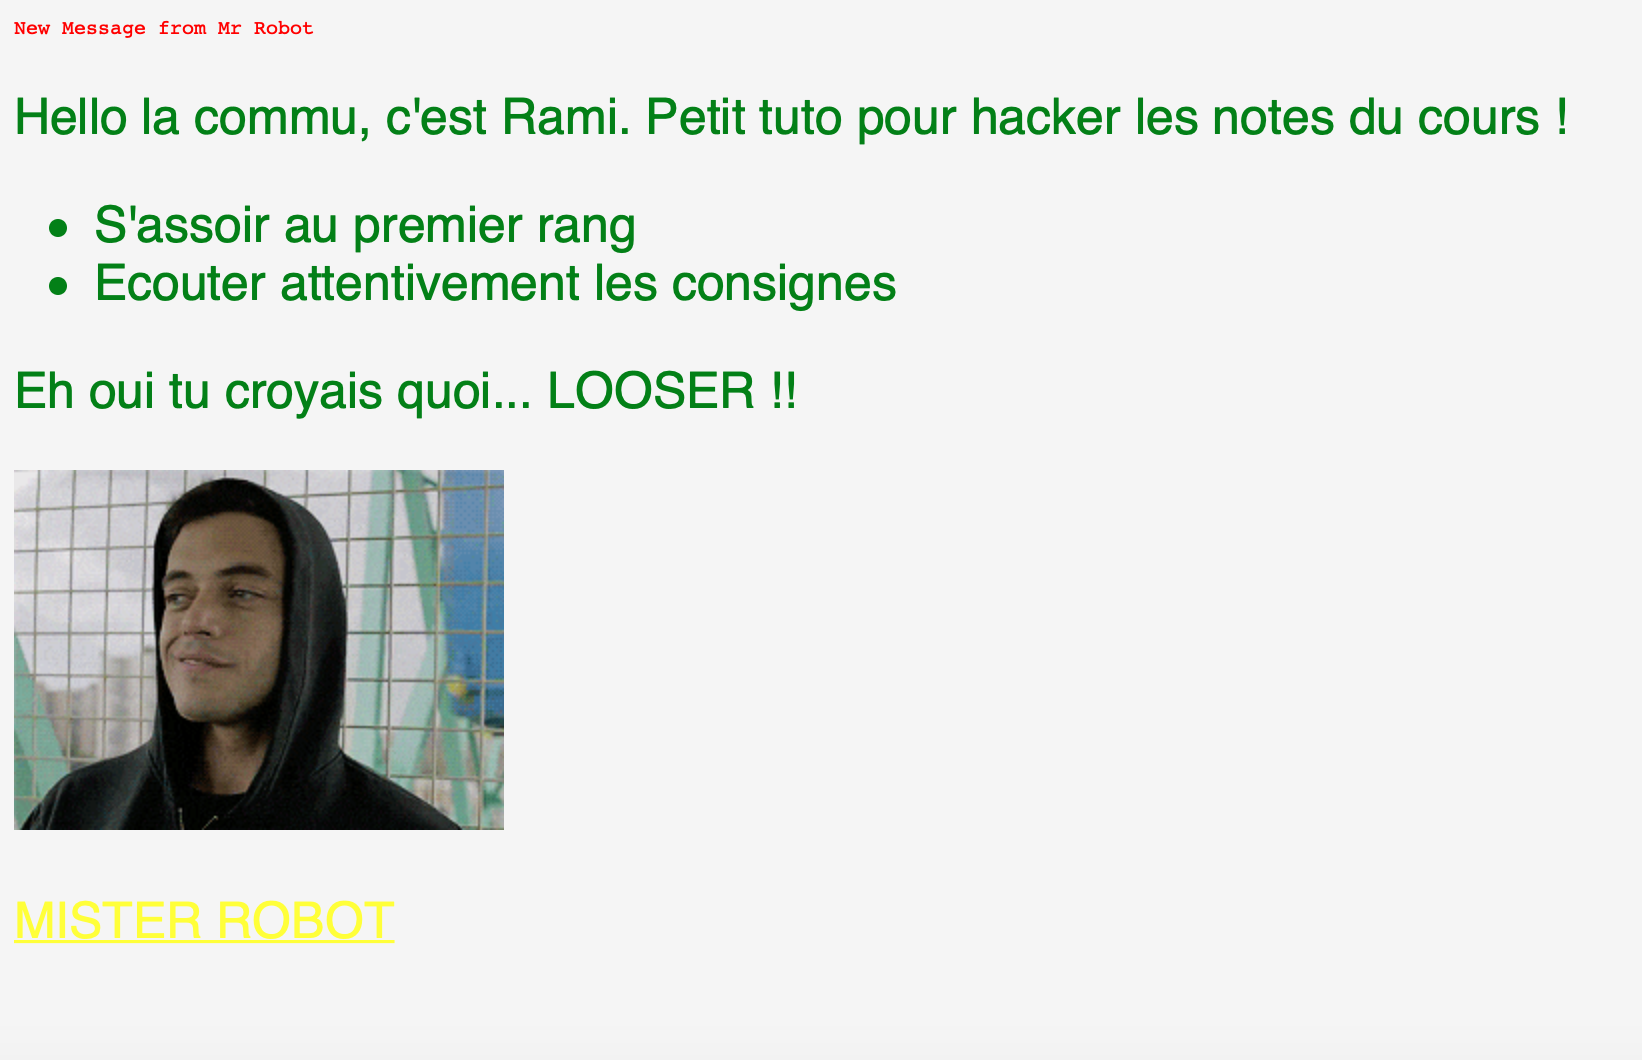 New Message from Mr Robot
Hello la commu, c'est Rami. Petit tuto pour hacker les notes du cours !
S'assoir au premier rang
Ecouter attentivement les consignes
Eh oui tu croyais quoi... LOOSER !!
MISTER ROBOT